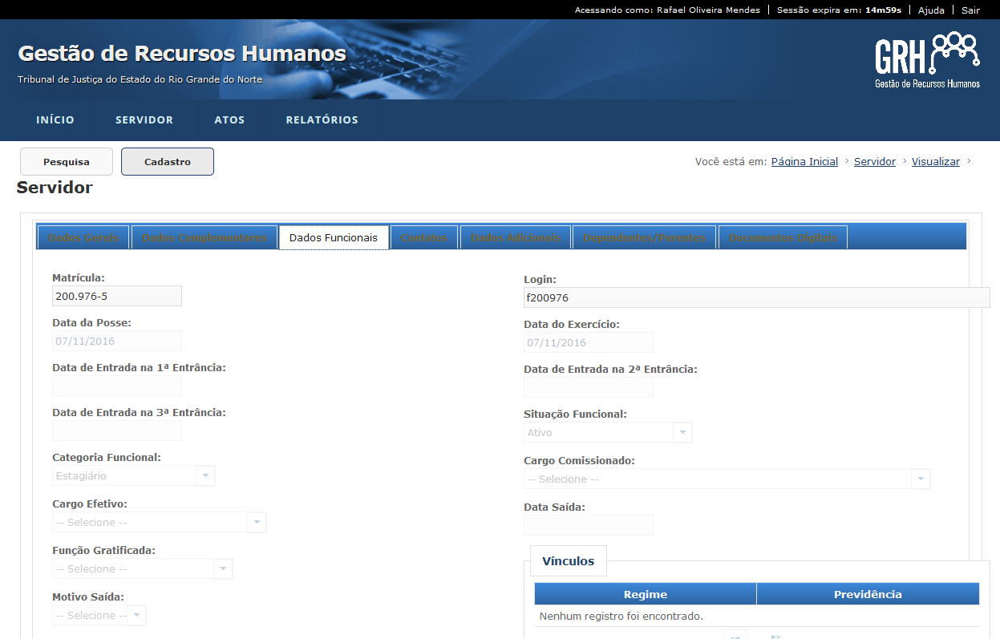 Acessando como: Rafael Oliveira Mendes | Sessão expira em: 14m59s | Ajuda | Sair
Gestão de Recursos Humanos
Tribunal de Justiça do Estado do Rio Grande do Norte
GRH
Gestão de Recursos Humanos
INÍCIO SERVIDOR ATOS RELATÓRIOS
Pesquisa Cadastro
Você está em: Página Inicial > Servidor > Visualizar >
Servidor
Dados Gerais Dados Complementares Dados Funcionais Contatos Dados Adicionais Dependentes/Parentes Documentos Digitais
Matrícula:
200.976-5
Login:
f200976
Data da Posse:
07/11/2016
Data do Exercício:
07/11/2016
Data de Entrada na 1ª Entrância:
Data de Entrada na 2ª Entrância:
Data de Entrada na 3ª Entrância:
Situação Funcional:
Ativo
Categoria Funcional:
Estagiário
Cargo Comissionado:
-- Selecione --
Cargo Efetivo:
-- Selecione --
Data Saída:
Função Gratificada:
-- Selecione --
Motivo Saída:
-- Selecione --
Vínculos
Regime Previdência
Nenhum registro foi encontrado.